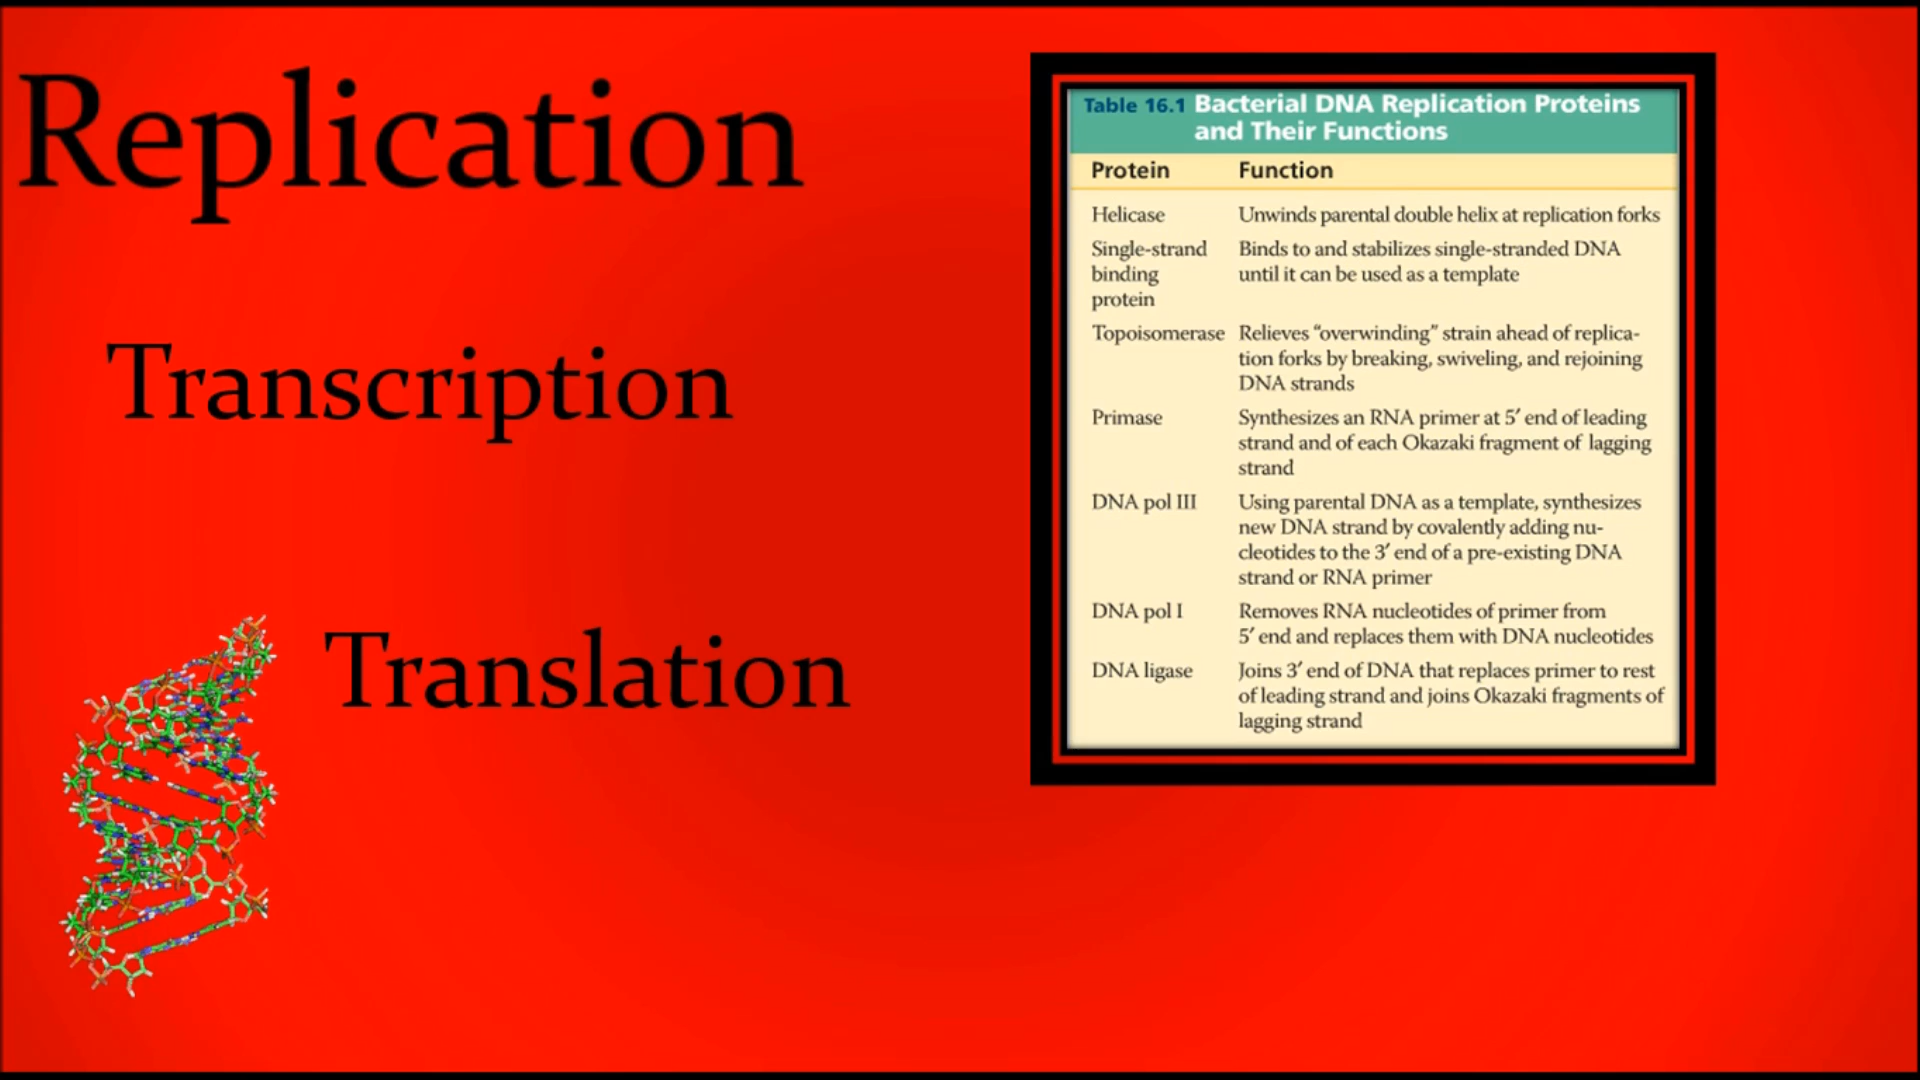 Replication
Transcription
Translation
Table 16.1 Bacterial DNA Replication Proteins
and Their Functions
Protein Function
Helicase Unwinds parental double helix at replication forks
Single-strand Binds to and stabilizes single-stranded DNA
binding until it can be used as a template
protein
Topoisomerase Relieves “overwinding” strain ahead of replica-
tion forks by breaking, swiveling, and rejoining
DNA strands
Primase Synthesizes an RNA primer at 5′ end of leading
strand and of each Okazaki fragment of lagging
strand
DNA pol III Using parental DNA as a template, synthesizes
new DNA strand by covalently adding nu-
cleotides to the 3′ end of a pre-existing DNA
strand or RNA primer
DNA pol I Removes RNA nucleotides of primer from
5′ end and replaces them with DNA nucleotides
DNA ligase Joins 3′ end of DNA that replaces primer to rest
of leading strand and joins Okazaki fragments of
lagging strand